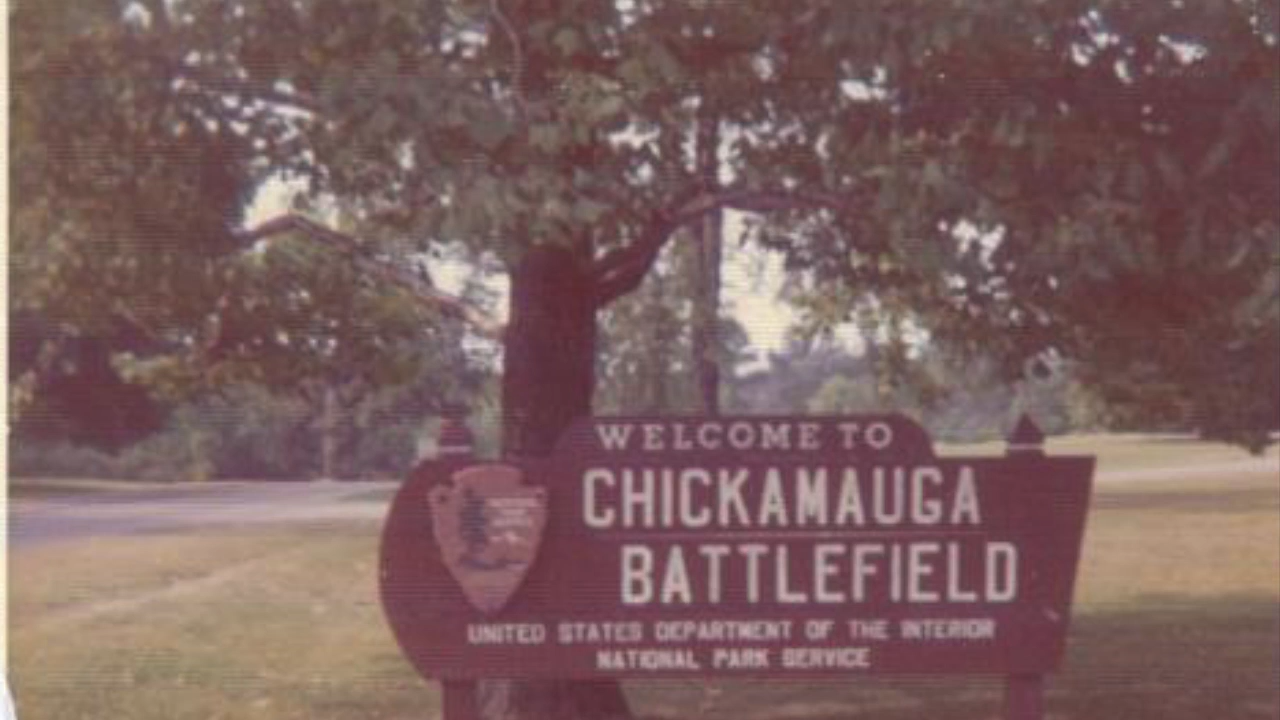 WELCOME TO
CHICKAMAUGA
BATTLEFIELD
UNITED STATES DEPARTMENT OF THE INTERIOR
NATIONAL PARK SERVICE